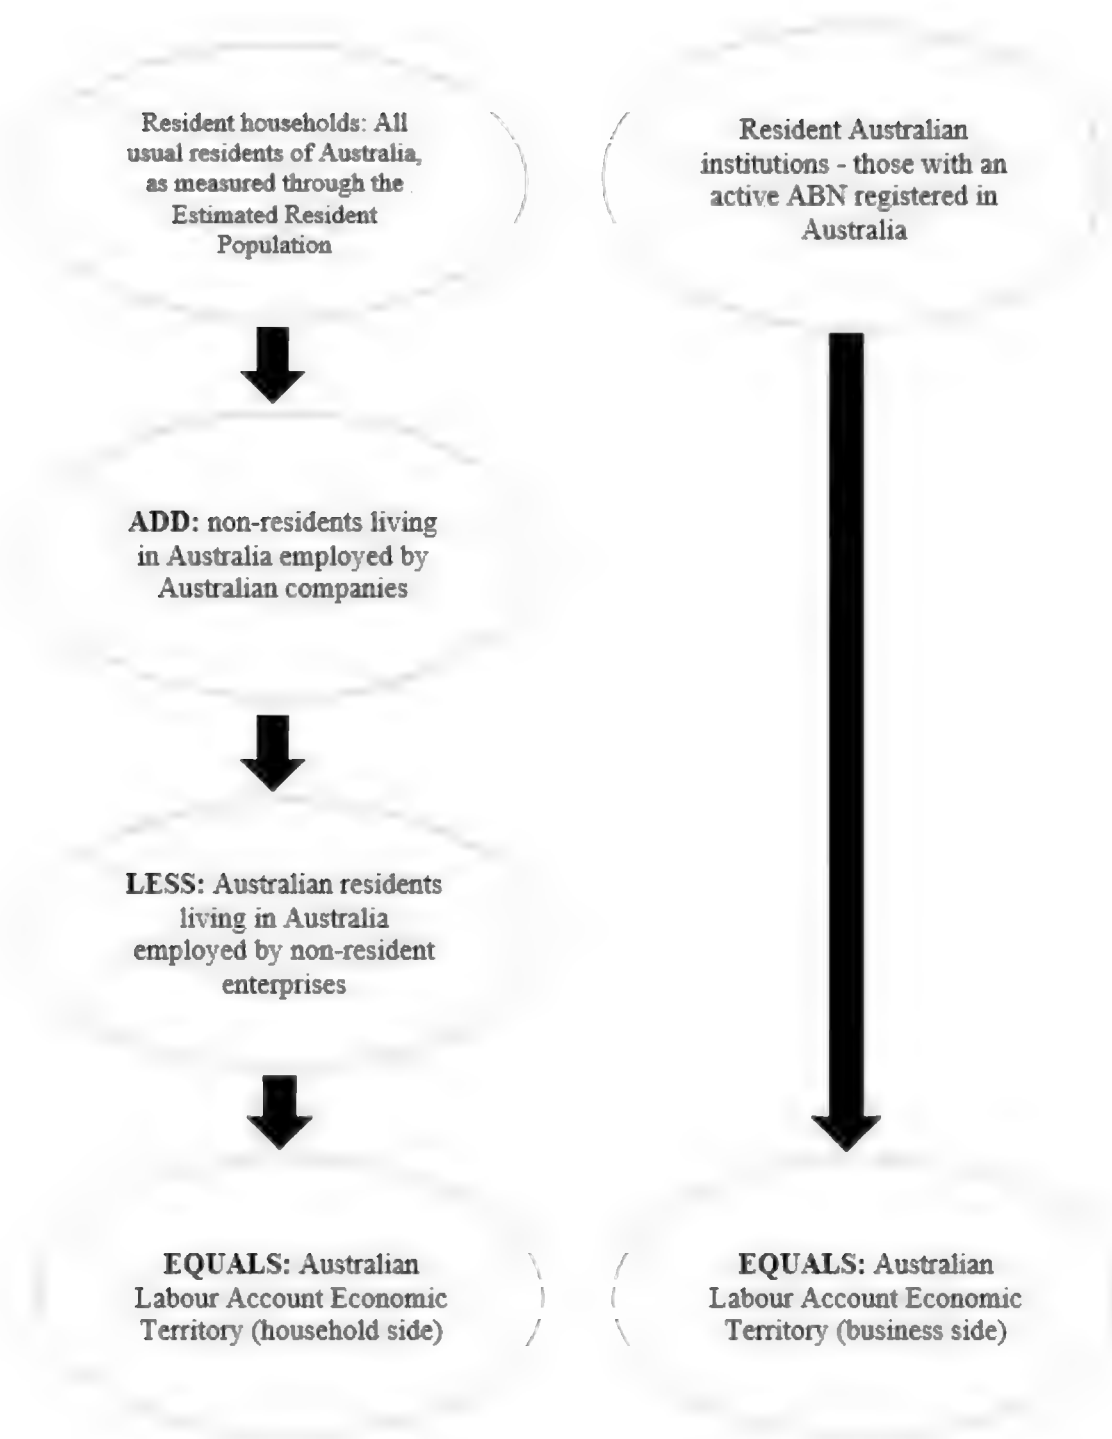 Resident households: All
usual residents of Australia,
as measured through the
Estimated Resident
Population
Resident Australian
institutions - those with an
active ABN registered in
Australia
ADD: non-residents living
in Australia employed by
Australian companies
LESS: Australian residents
living in Australia
employed by non-resident
enterprises
EQUALS: Australian
Labour Account Economic
Territory (household side)
EQUALS: Australian
Labour Account Economic
Territory (business side)